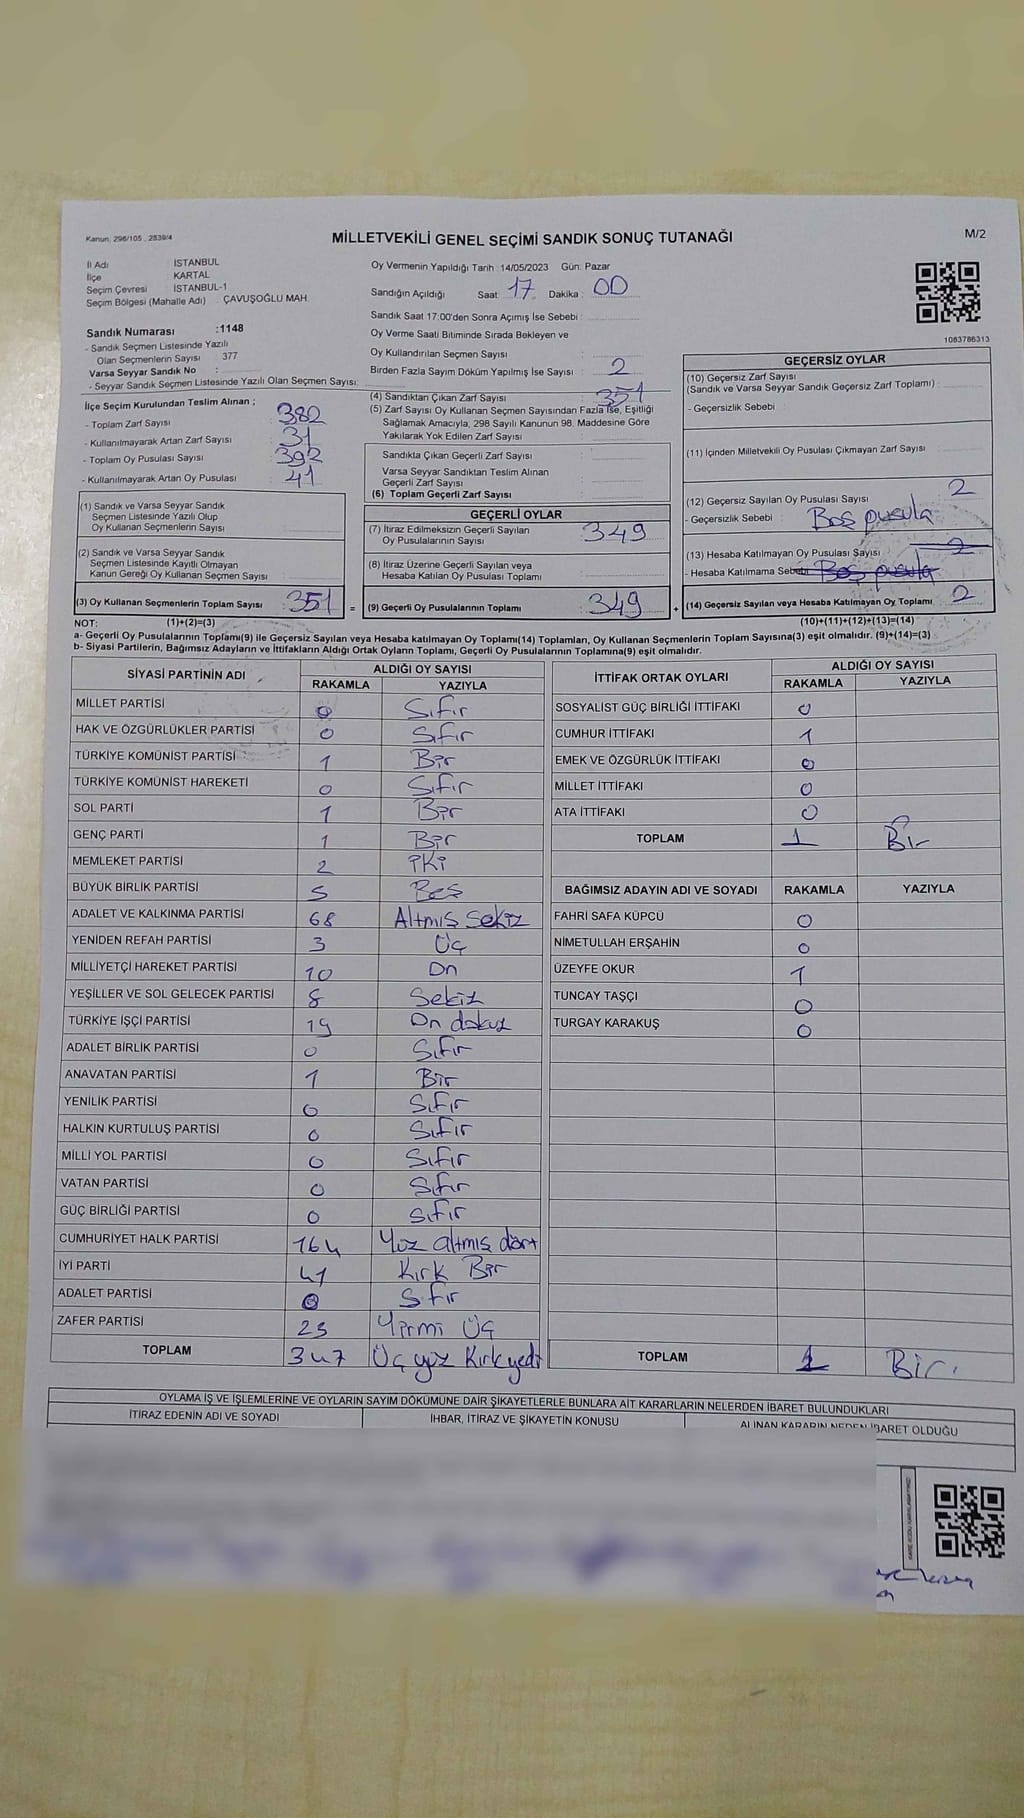 Kanun: 298/105 , 2839/4
MİLLETVEKİLİ GENEL SEÇİMİ SANDIK SONUÇ TUTANAĞI
M/2
İl Adı İSTANBUL
İlçe KARTAL
Seçim Çevresi İSTANBUL-1
Seçim Bölgesi (Mahalle Adı) : ÇAVUŞOĞLU MAH.
Oy Vermenin Yapıldığı Tarih :14/05/2023 Gün: Pazar
Sandığın Açıldığı Saat: 17 Dakika: 00
Sandık Saat 17:00'den Sonra Açımış İse Sebebi :
Oy Verme Saati Bitiminde Sırada Bekleyen ve
Oy Kullandırılan Seçmen Sayısı :
Birden Fazla Sayım Döküm Yapılmış İse Sayısı : 2
1083786313
Sandık Numarası :1148
- Sandık Seçmen Listesinde Yazılı
Olan Seçmenlerin Sayısı 377
Varsa Seyyar Sandık No :
- Seyyar Sandık Seçmen Listesinde Yazılı Olan Seçmen Sayısı:
İlçe Seçim Kurulundan Teslim Alınan ;
- Toplam Zarf Sayısı : 382
- Kullanılmayarak Artan Zarf Sayısı : 31
- Toplam Oy Pusulası Sayısı : 392
- Kullanılmayarak Artan Oy Pusulası : 41
(4) Sandıktan Çıkan Zarf Sayısı : 351
(5) Zarf Sayısı Oy Kullanan Seçmen Sayısından Fazla İse, Eşitliği
Sağlamak Amacıyla, 298 Sayılı Kanunun 98. Maddesine Göre
Yakılarak Yok Edilen Zarf Sayısı :
Sandıkta Çıkan Geçerli Zarf Sayısı :
Varsa Seyyar Sandıktan Teslim Alınan
Geçerli Zarf Sayısı :
(6) Toplam Geçerli Zarf Sayısı :
GEÇERSİZ OYLAR
(10) Geçersiz Zarf Sayısı
(Sandık ve Varsa Seyyar Sandık Geçersiz Zarf Toplamı) :
- Geçersizlik Sebebi :
(11) İçinden Milletvekili Oy Pusulası Çıkmayan Zarf Sayısı:
(12) Geçersiz Sayılan Oy Pusulası Sayısı : 2
- Geçersizlik Sebebi : Boş pusula
(13) Hesaba Katılmayan Oy Pusulası Sayısı : 2
- Hesaba Katılmama Sebebi: Boş pusula
(14) Geçersiz Sayılan veya Hesaba Katılmayan Oy Toplamı : 2
(1) Sandık ve Varsa Seyyar Sandık
Seçmen Listesinde Yazılı Olup
Oy Kullanan Seçmenlerin Sayısı :
(2) Sandık ve Varsa Seyyar Sandık
Seçmen Listesinde Kayıtlı Olmayan
Kanun Gereği Oy Kullanan Seçmen Sayısı :
(3) Oy Kullanan Seçmenlerin Toplam Sayısı : 351 =
GEÇERLİ OYLAR
(7) İtiraz Edilmeksizin Geçerli Sayılan
Oy Pusulalarının Sayısı : 349
(8) İtiraz Üzerine Geçerli Sayılan veya
Hesaba Katılan Oy Pusulası Toplamı :
(9) Geçerli Oy Pusulalarının Toplamı : 349 +
NOT: (1)+(2)=(3) (10)+(11)+(12)+(13)=(14)
a- Geçerli Oy Pusulalarının Toplamı(9) ile Geçersiz Sayılan veya Hesaba katılmayan Oy Toplamı(14) Toplamları, Oy Kullanan Seçmenlerin Toplam Sayısına(3) eşit olmalıdır. (9)+(14)=(3)
b- Siyasi Partilerin, Bağımsız Adayların ve İttifakların Aldığı Ortak Oyların Toplamı, Geçerli Oy Pusulalarının Toplamına(9) eşit olmalıdır.
SİYASİ PARTİNİN ADI ALDIĞI OY SAYISI
RAKAMLA YAZIYLA
MİLLET PARTİSİ 0 Sıfır
HAK VE ÖZGÜRLÜKLER PARTİSİ 0 Sıfır
TÜRKİYE KOMÜNİST PARTİSİ 1 Bir
TÜRKİYE KOMÜNİST HAREKETİ 0 Sıfır
SOL PARTİ 1 Bir
GENÇ PARTİ 1 Bir
MEMLEKET PARTİSİ 2 İki
BÜYÜK BİRLİK PARTİSİ 5 Beş
ADALET VE KALKINMA PARTİSİ 68 Altmış Sekiz
YENİDEN REFAH PARTİSİ 3 Üç
MİLLİYETÇİ HAREKET PARTİSİ 10 On
YEŞİLLER VE SOL GELECEK PARTİSİ 8 Sekiz
TÜRKİYE İŞÇİ PARTİSİ 19 On dokuz
ADALET BİRLİK PARTİSİ 0 Sıfır
ANAVATAN PARTİSİ 1 Bir
YENİLİK PARTİSİ 0 Sıfır
HALKIN KURTULUŞ PARTİSİ 0 Sıfır
MİLLİ YOL PARTİSİ 0 Sıfır
VATAN PARTİSİ 0 Sıfır
GÜÇ BİRLİĞİ PARTİSİ 0 Sıfır
CUMHURİYET HALK PARTİSİ 164 Yüz altmış dört
İYİ PARTİ 41 Kırk Bir
ADALET PARTİSİ 0 Sıfır
ZAFER PARTİSİ 23 Yirmi Üç
TOPLAM 347 Üç yüz Kırkyedi
İTTİFAK ORTAK OYLARI ALDIĞI OY SAYISI
RAKAMLA YAZIYLA
SOSYALİST GÜÇ BİRLİĞİ İTTİFAKI 0
CUMHUR İTTİFAKI 1
EMEK VE ÖZGÜRLÜK İTTİFAKI 0
MİLLET İTTİFAKI 0
ATA İTTİFAKI 0
TOPLAM 1 Bir
BAĞIMSIZ ADAYIN ADI VE SOYADI RAKAMLA YAZIYLA
FAHRİ SAFA KÜPCÜ 0
NİMETULLAH ERŞAHİN 0
ÜZEYFE OKUR 1
TUNCAY TAŞÇI 0
TURGAY KARAKUŞ 0
TOPLAM 1 Bir
OYLAMA İŞ VE İŞLEMLERİNE VE OYLARIN SAYIM DÖKÜMÜNE DAİR ŞİKAYETLERLE BUNLARA AİT KARARLARIN NELERDEN İBARET BULUNDUKLARI
İTİRAZ EDENİN ADI VE SOYADI İHBAR, İTİRAZ VE ŞİKAYETİN KONUSU ALINAN KARARIN NEDEN İBARET OLDUĞU